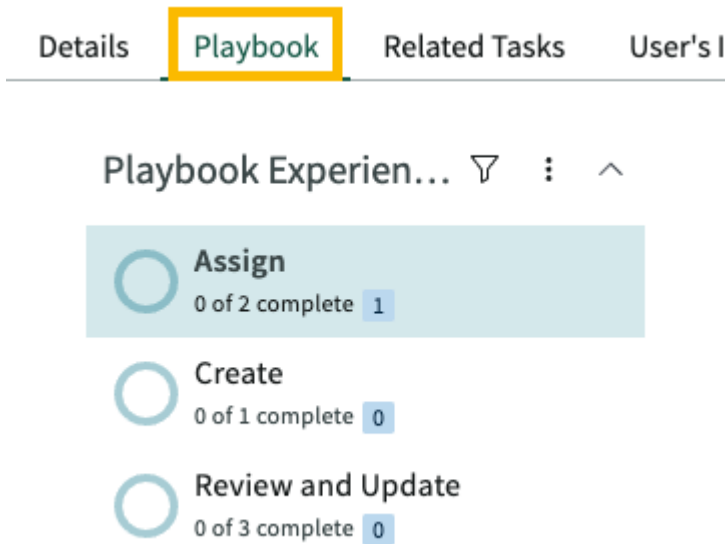 Details Playbook Related Tasks User's I
Playbook Experien...
Assign
0 of 2 complete 1
Create
0 of 1 complete 0
Review and Update
0 of 3 complete 0